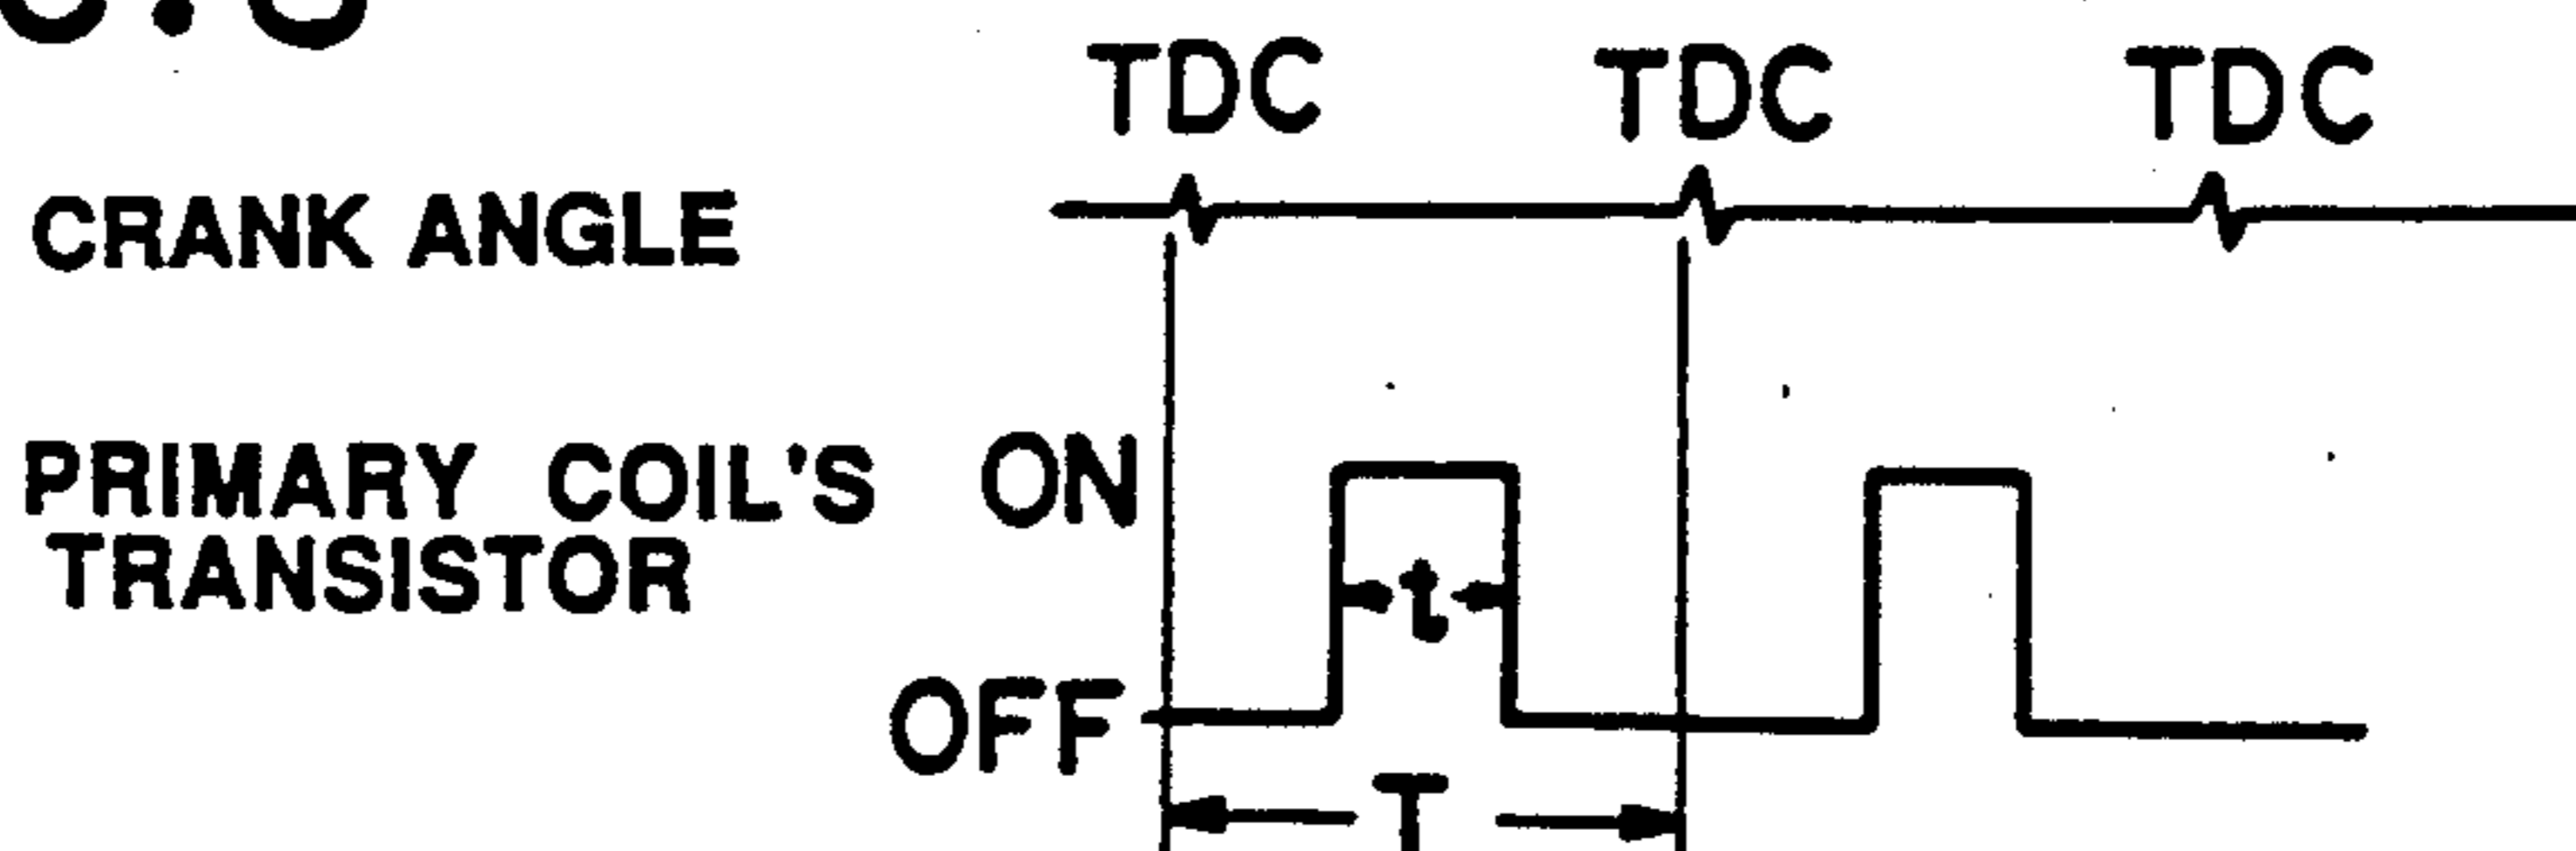 TDC TDC TDC
CRANK ANGLE
PRIMARY COIL'S ON
TRANSISTOR
t
OFF
T